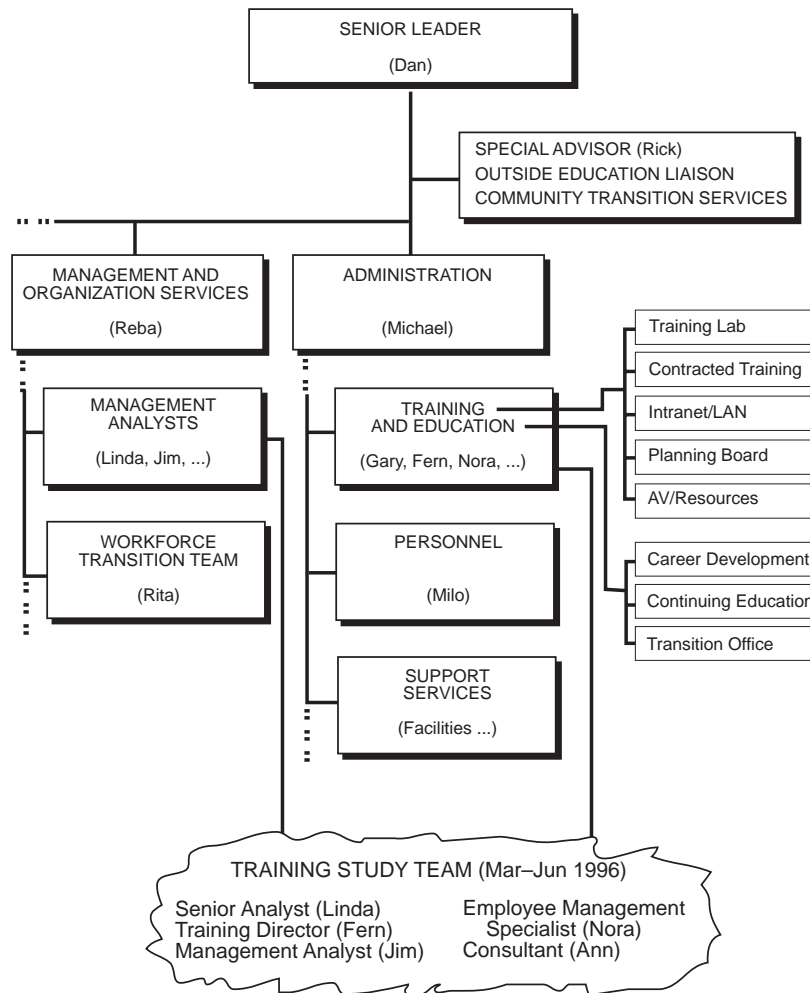 SENIOR LEADER
(Dan)
SPECIAL ADVISOR (Rick)
OUTSIDE EDUCATION LIAISON
COMMUNITY TRANSITION SERVICES
MANAGEMENT AND
ORGANIZATION SERVICES
(Reba)
ADMINISTRATION
(Michael)
MANAGEMENT
ANALYSTS
(Linda, Jim, ...)
WORKFORCE
TRANSITION TEAM
(Rita)
TRAINING
AND EDUCATION
(Gary, Fern, Nora, ...)
PERSONNEL
(Milo)
SUPPORT
SERVICES
(Facilities ...)
Training Lab
Contracted Training
Intranet/LAN
Planning Board
AV/Resources
Career Development
Continuing Education
Transition Office
TRAINING STUDY TEAM (Mar–Jun 1996)
Senior Analyst (Linda)
Training Director (Fern)
Management Analyst (Jim)
Employee Management
Specialist (Nora)
Consultant (Ann)